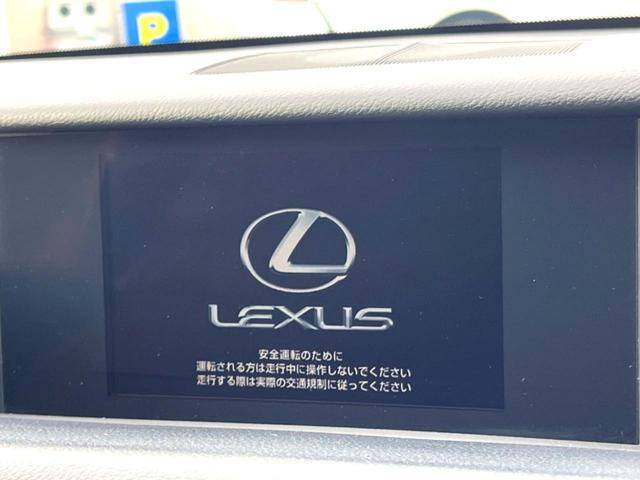 P
LEXUS
安全運転のために
運転される方は走行中に操作しないでください
走行する際は実際の交通規制に従ってください